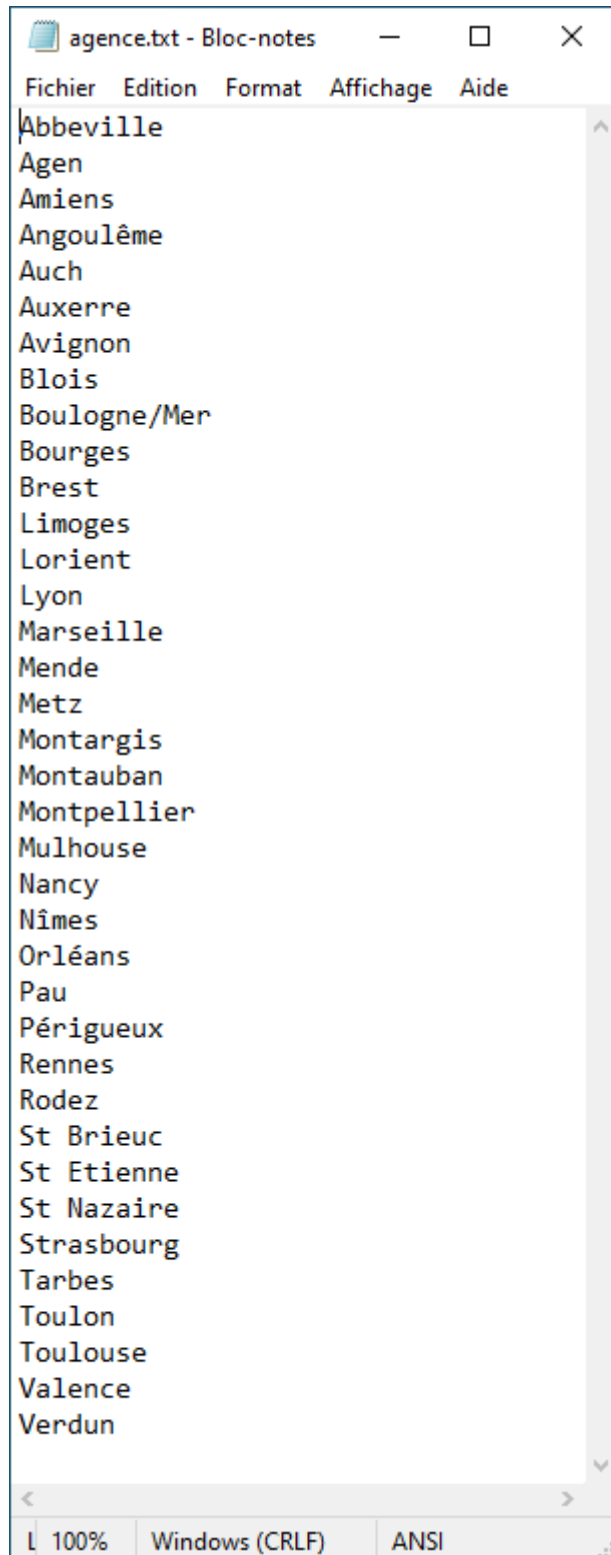 agence.txt - Bloc-notes
Fichier Edition Format Affichage Aide
Abbeville
Agen
Amiens
Angoulême
Auch
Auxerre
Avignon
Blois
Boulogne/Mer
Bourges
Brest
Limoges
Lorient
Lyon
Marseille
Mende
Metz
Montargis
Montauban
Montpellier
Mulhouse
Nancy
Nîmes
Orléans
Pau
Périgueux
Rennes
Rodez
St Brieuc
St Etienne
St Nazaire
Strasbourg
Tarbes
Toulon
Toulouse
Valence
Verdun
L 100% Windows (CRLF) ANSI